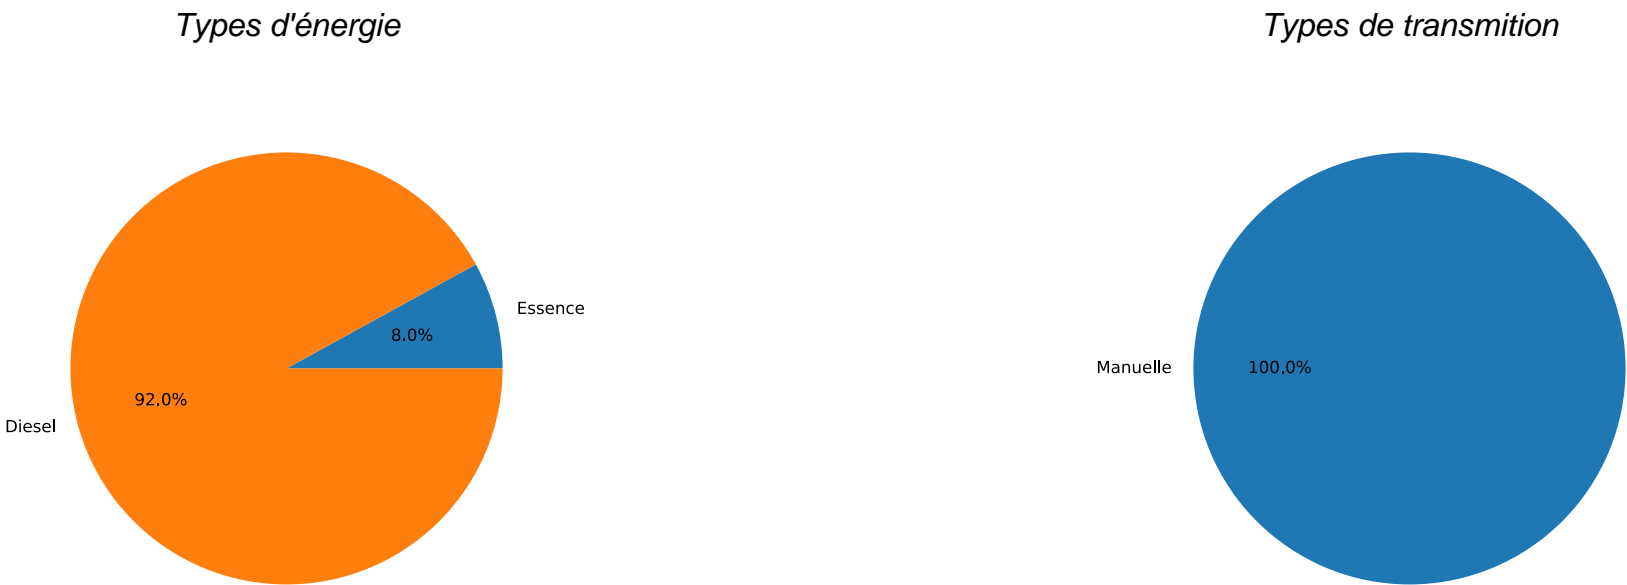 Types d'énergie
Essence
8.0%
92.0%
Diesel
Types de transmition
Manuelle
100.0%